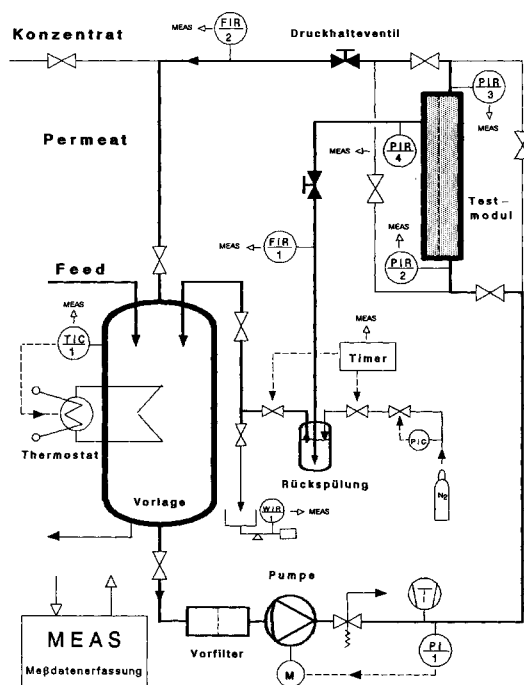 MEAS
FIR
2
Druckhalteventil
Konzentrat
PIR
3
MEAS
Permeat
MEAS
PIR
4
Test-
modul
MEAS
FIR
1
MEAS
PIR
2
Feed
MEAS
TIC
1
MEAS
Timer
Thermostat
PIC
Rückspülung
N2
Vorlage
WIR
1
MEAS
Pumpe
MEAS
Meßdatenerfassung
Vorfilter
M
T
PI
1